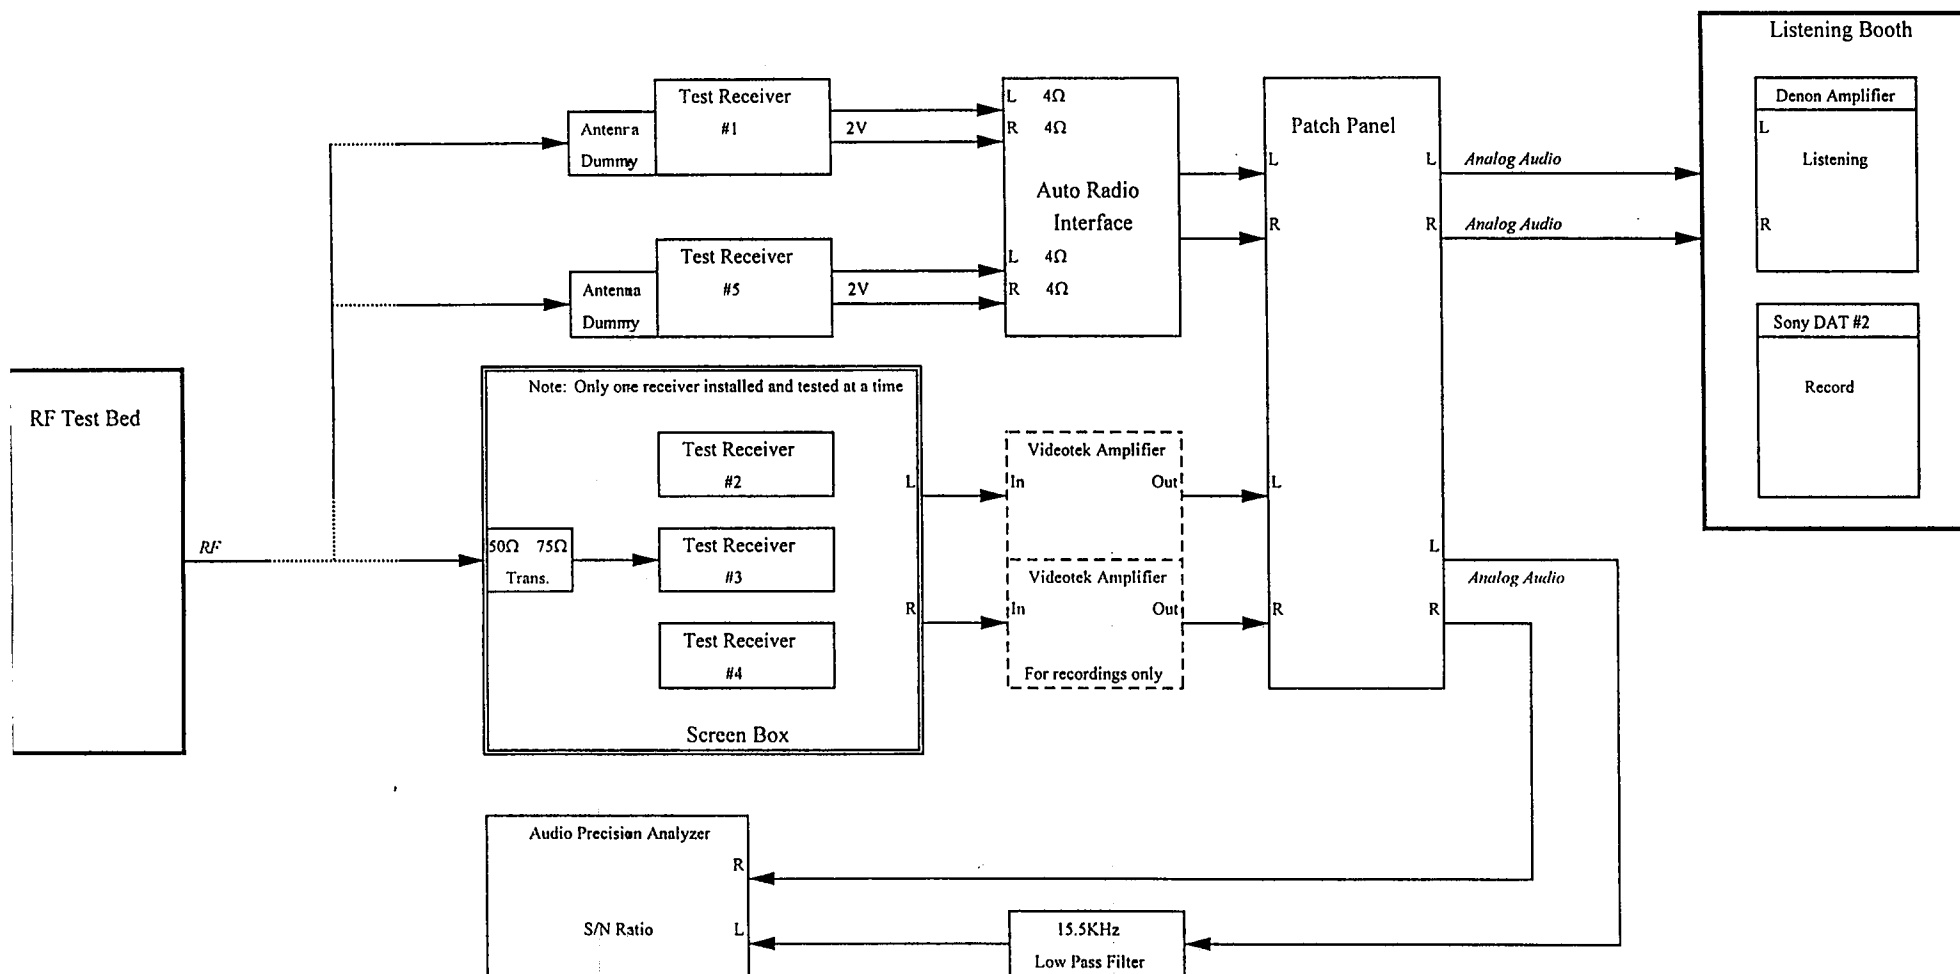 Listening Booth
Denon Amplifier
L
Listening
R
Sony DAT #2
Record
Test Receiver
#1
Antenna
Dummy
2V
L 4Ω
R 4Ω
Auto Radio
Interface
L 4Ω
R 4Ω
Test Receiver
#5
Antenna
Dummy
2V
Patch Panel
L
R
L
R
Analog Audio
Analog Audio
RF Test Bed
RF
Note: Only one receiver installed and tested at a time
Test Receiver
#2
50Ω 75Ω
Trans.
Test Receiver
#3
Test Receiver
#4
L
R
Screen Box
Videotek Amplifier
In Out
Videotek Amplifier
In Out
For recordings only
L
R
L
Analog Audio
R
Audio Precision Analyzer
R
S/N Ratio
L
15.5KHz
Low Pass Filter